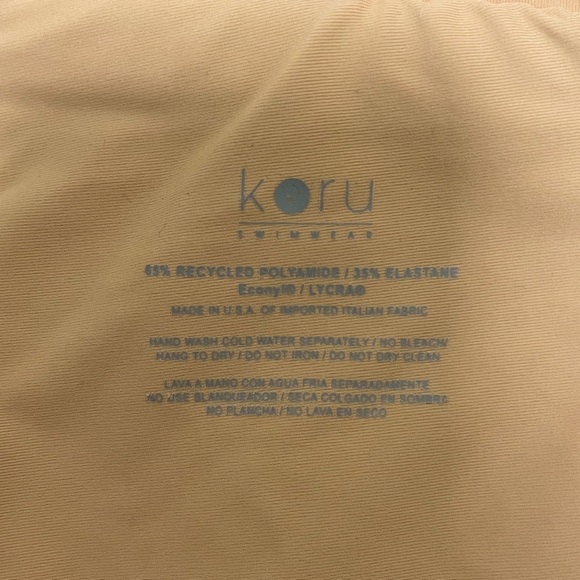 koru
SWIMWEAR
65% RECYCLED POLYAMIDE / 35% ELASTANE
Econyl® / LYCRA®
MADE IN U.S.A. OF IMPORTED ITALIAN FABRIC
HAND WASH COLD WATER SEPARATELY / NO BLEACH/
HANG TO DRY / DO NOT IRON / DO NOT DRY CLEAN
LAVA A MANO CON AGUA FRIA SEPARADAMENTE
NO USE BLANQUEADOR / SECA COLGADO EN SOMBRA
NO PLANCHA / NO LAVA EN SECO